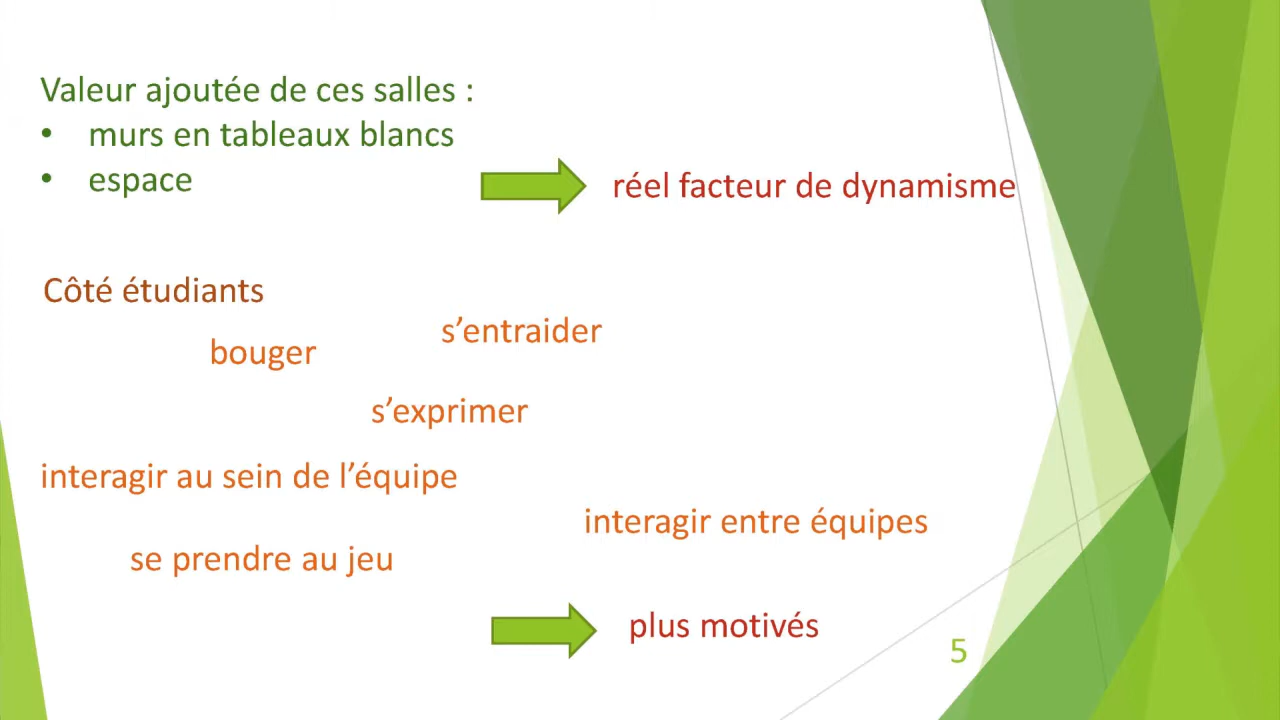 Valeur ajoutée de ces salles :
• murs en tableaux blancs
• espace
réel facteur de dynamisme
Côté étudiants
s’entraider
bouger
s’exprimer
interagir au sein de l’équipe
interagir entre équipes
se prendre au jeu
plus motivés
5